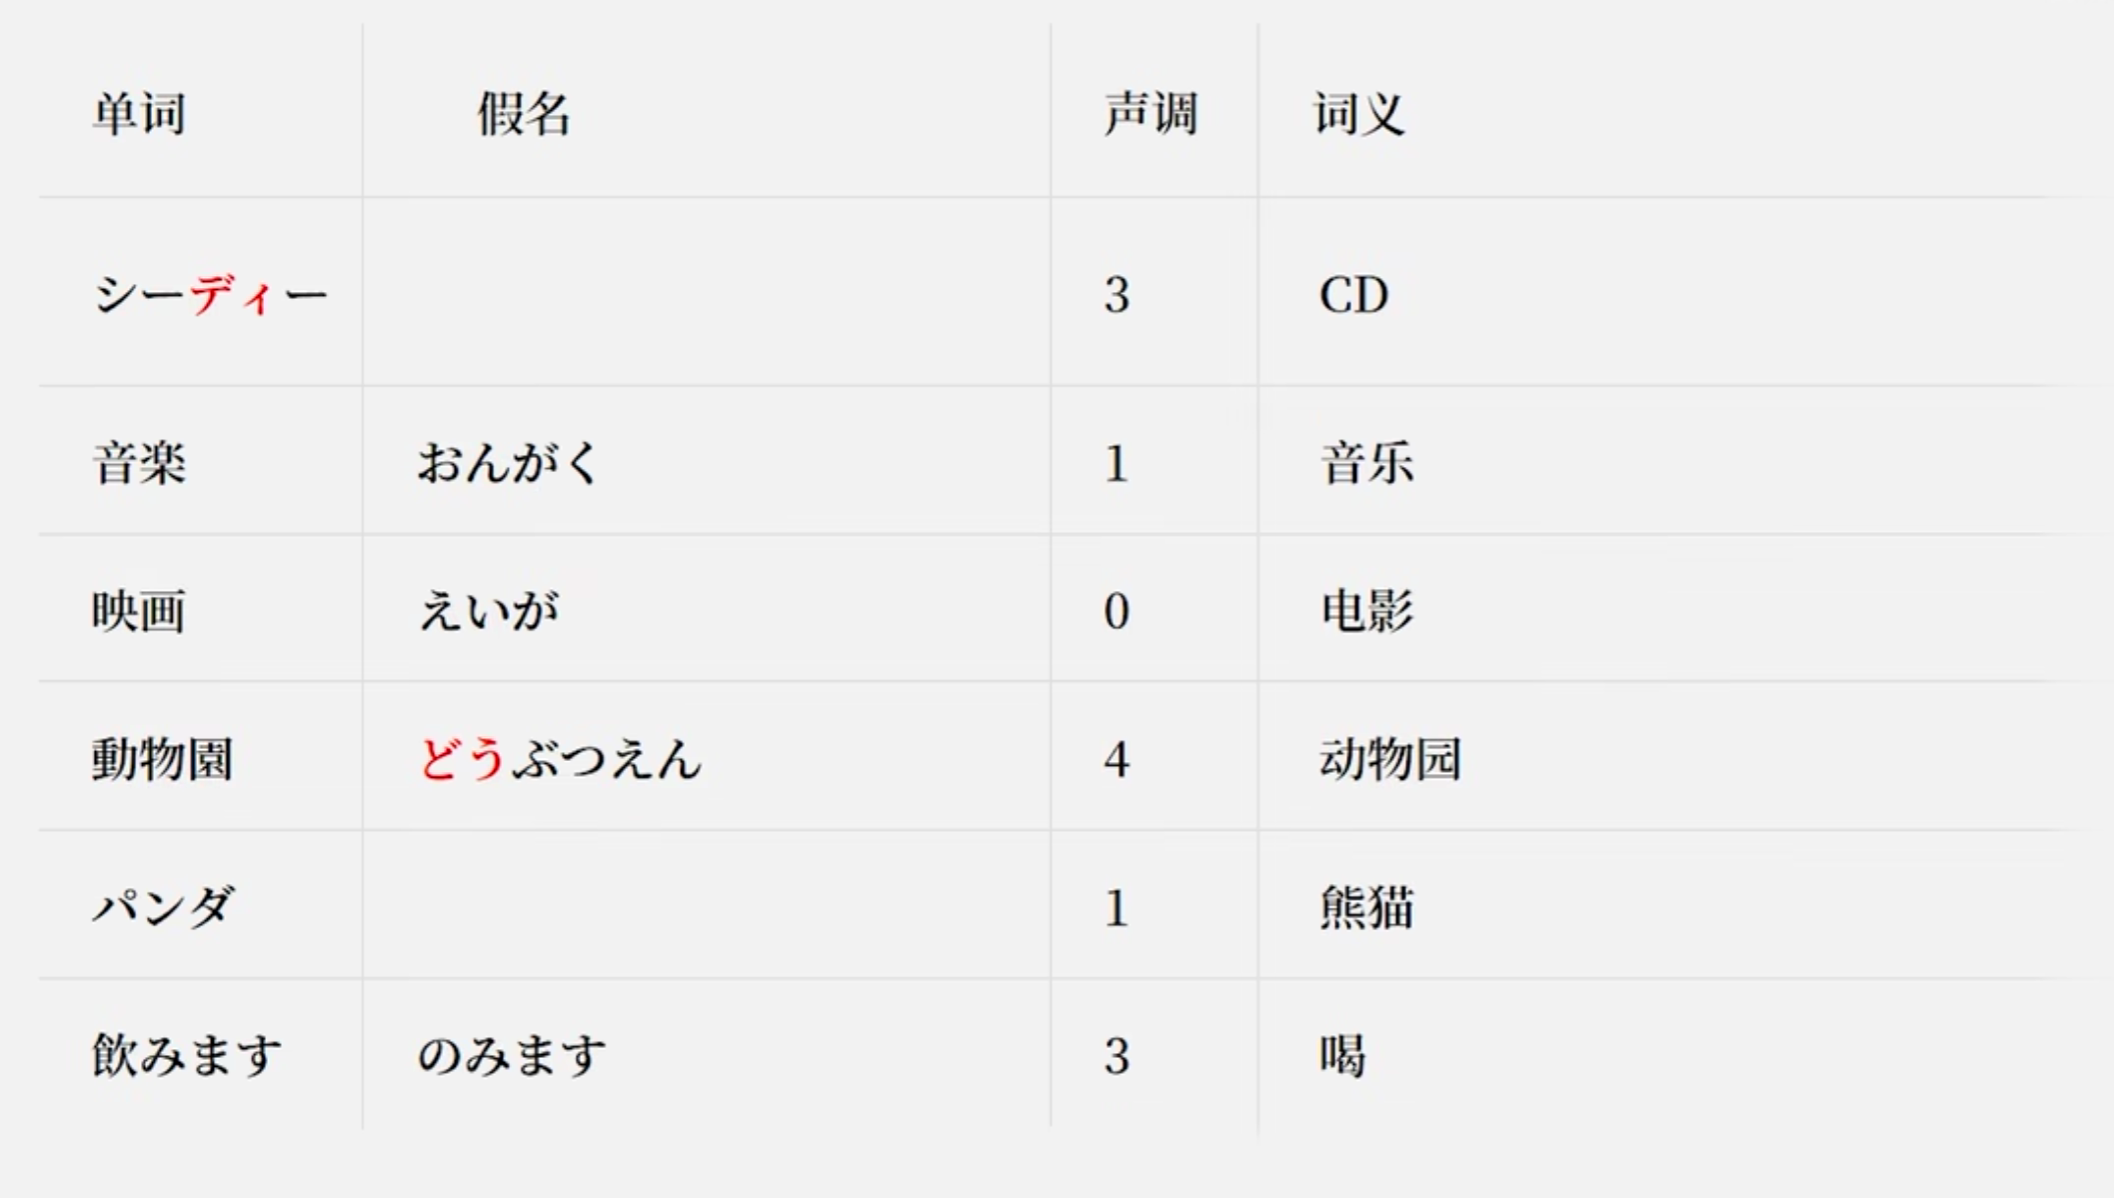 单词 假名 声调 词义
シーディー 3 CD
音楽 おんがく 1 音乐
映画 えいが 0 电影
動物園 どうぶつえん 4 动物园
パンダ 1 熊猫
飲みます のみます 3 喝